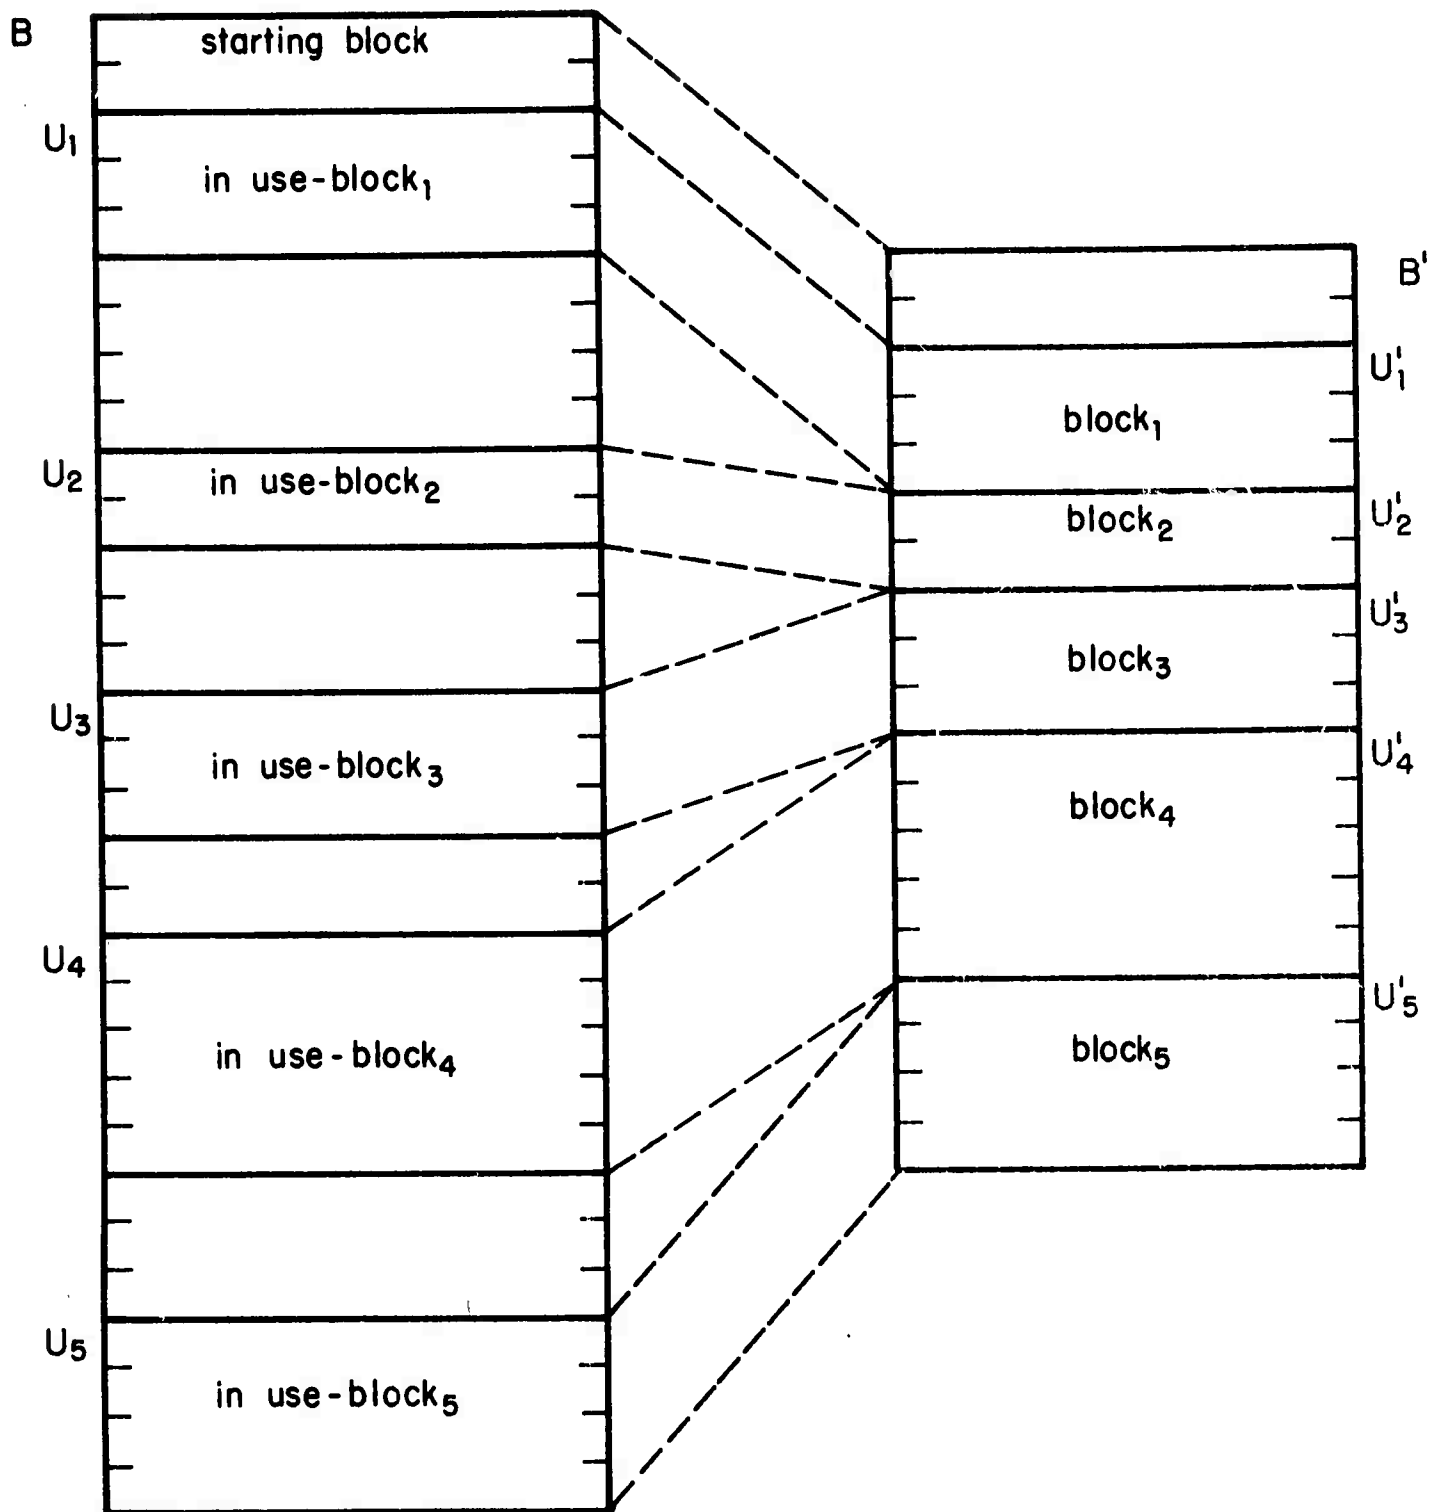 B
starting block
U₁
in use-block₁
U₂
in use-block₂
U₃
in use-block₃
U₄
in use-block₄
U₅
in use-block₅
B'
U'₁
block₁
U'₂
block₂
U'₃
block₃
U'₄
block₄
U'₅
block₅